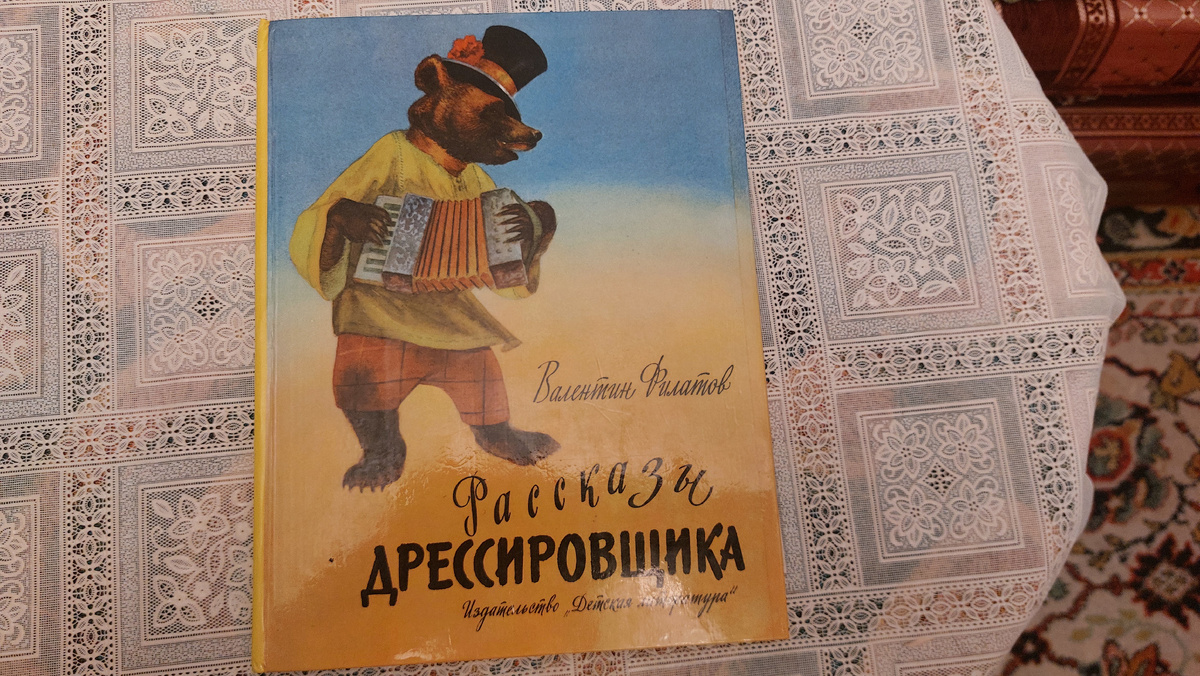 Валентин Филатов
Рассказы
ДРЕССИРОВЩИКА
Издательство „Детская литература"